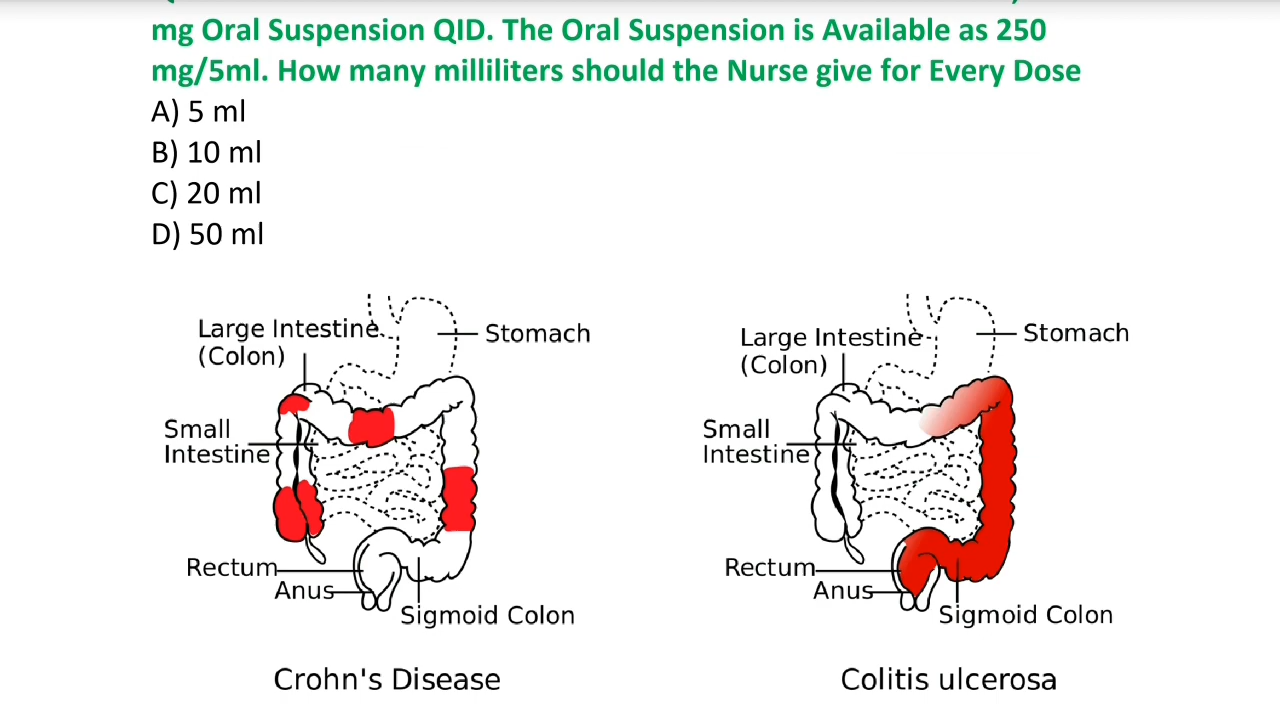 mg Oral Suspension QID. The Oral Suspension is Available as 250
mg/5ml. How many milliliters should the Nurse give for Every Dose
A) 5 ml
B) 10 ml
C) 20 ml
D) 50 ml
Large Intestine
(Colon)
Stomach
Small
Intestine
Rectum
Anus
Sigmoid Colon
Crohn's Disease
Large Intestine
(Colon)
Stomach
Small
Intestine
Rectum
Anus
Sigmoid Colon
Colitis ulcerosa